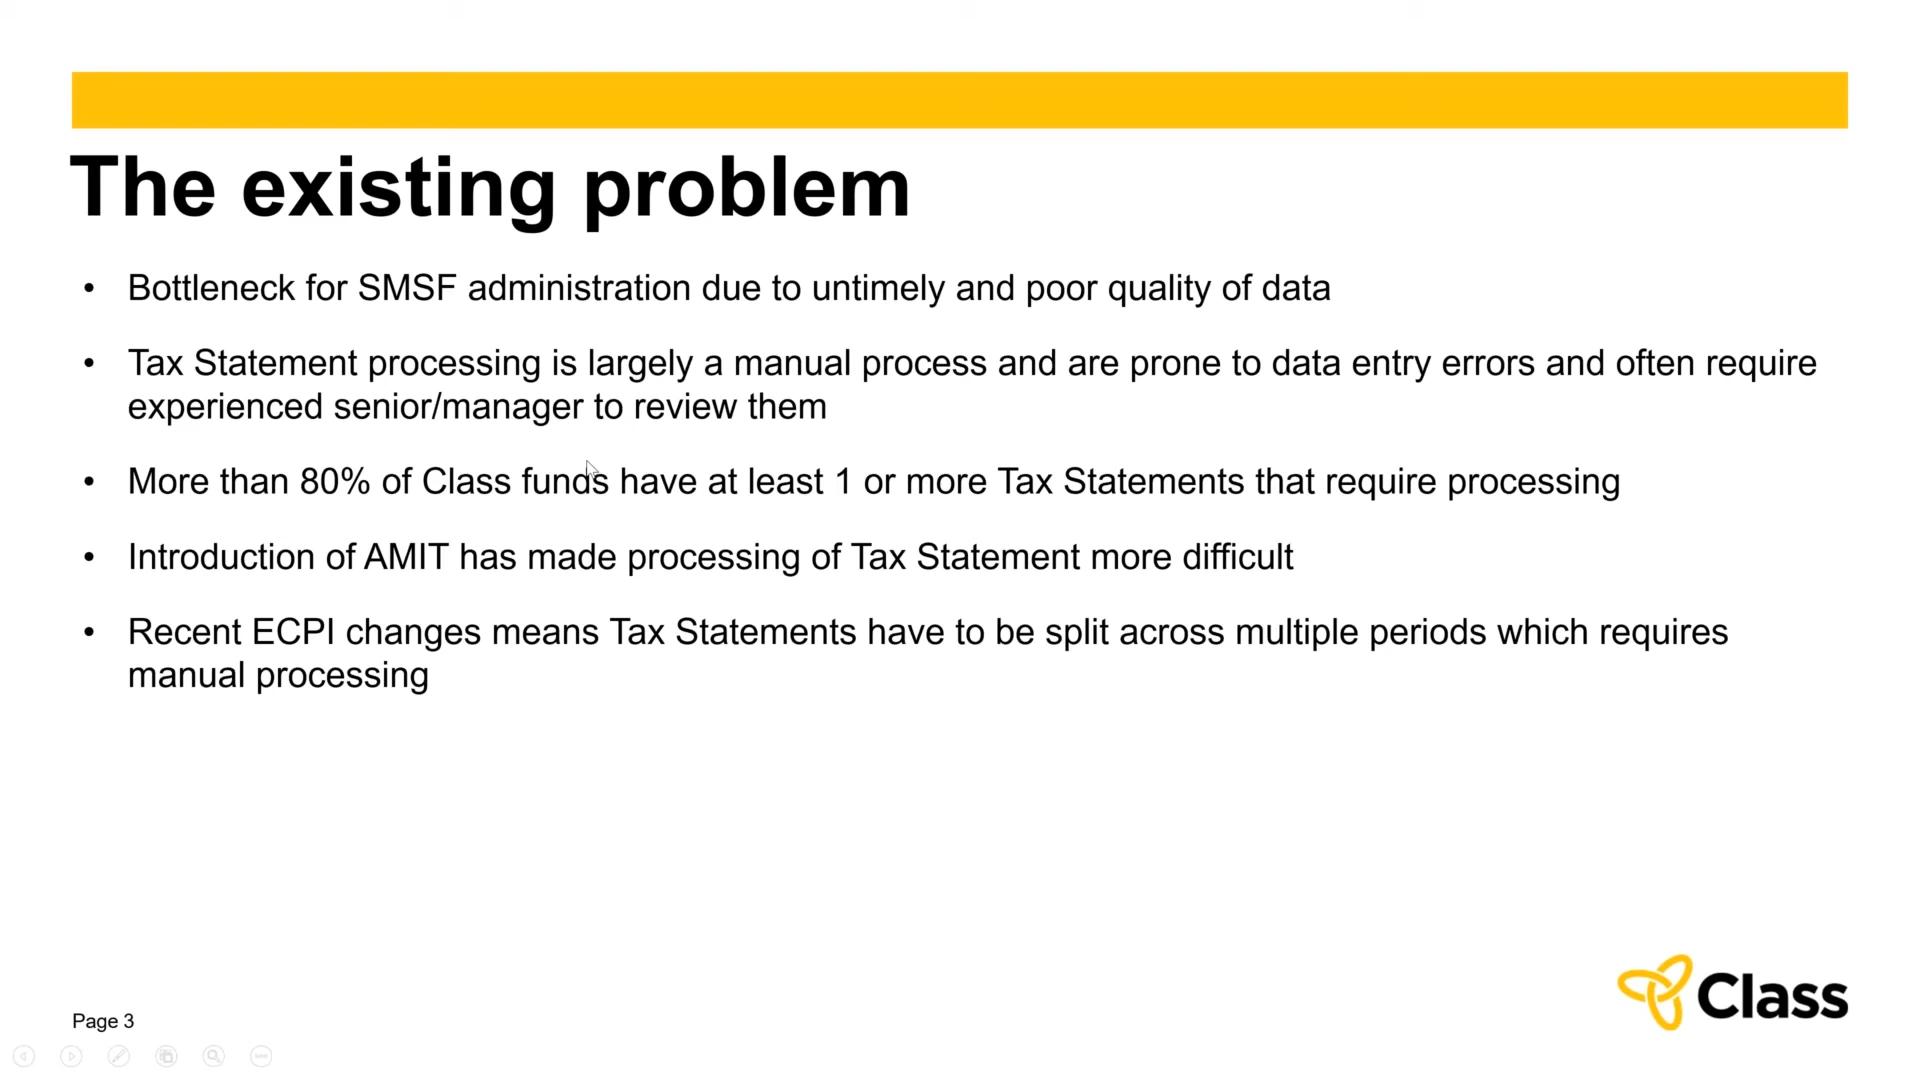 The existing problem
• Bottleneck for SMSF administration due to untimely and poor quality of data
• Tax Statement processing is largely a manual process and are prone to data entry errors and often require
experienced senior/manager to review them
• More than 80% of Class funds have at least 1 or more Tax Statements that require processing
• Introduction of AMIT has made processing of Tax Statement more difficult
• Recent ECPI changes means Tax Statements have to be split across multiple periods which requires
manual processing
Class
Page 3